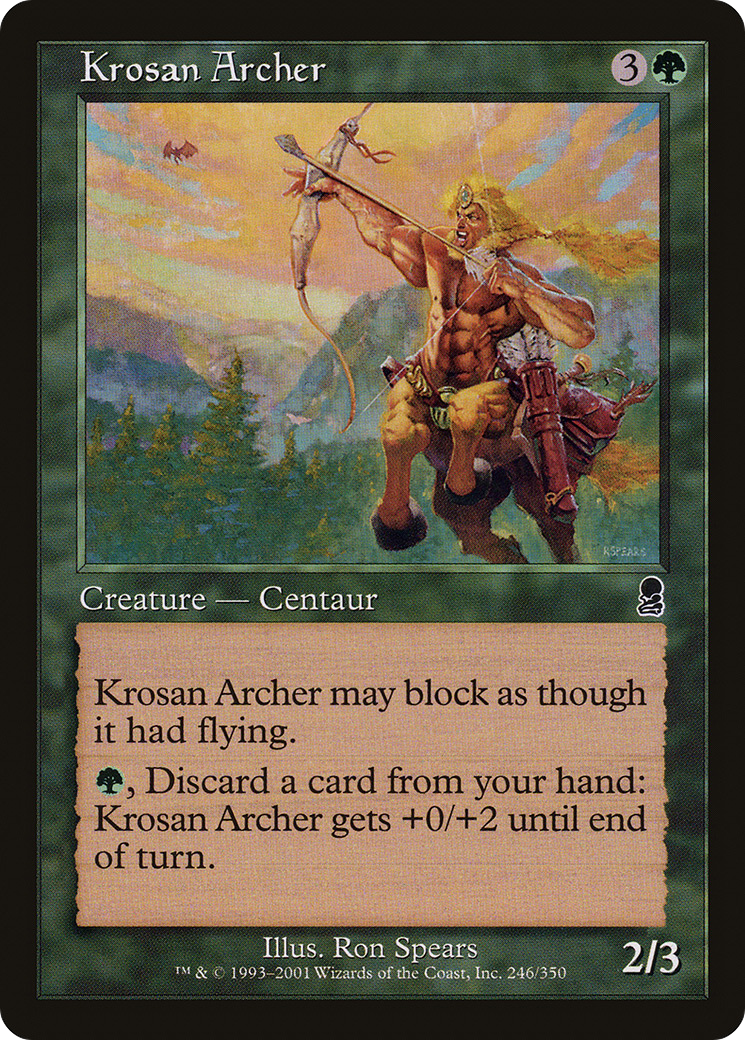 Krosan Archer 3
RSPEARS
Creature — Centaur
Krosan Archer may block as though
it had flying.
, Discard a card from your hand:
Krosan Archer gets +0/+2 until end
of turn.
Illus. Ron Spears
™ & © 1993–2001 Wizards of the Coast, Inc. 246/350
2/3